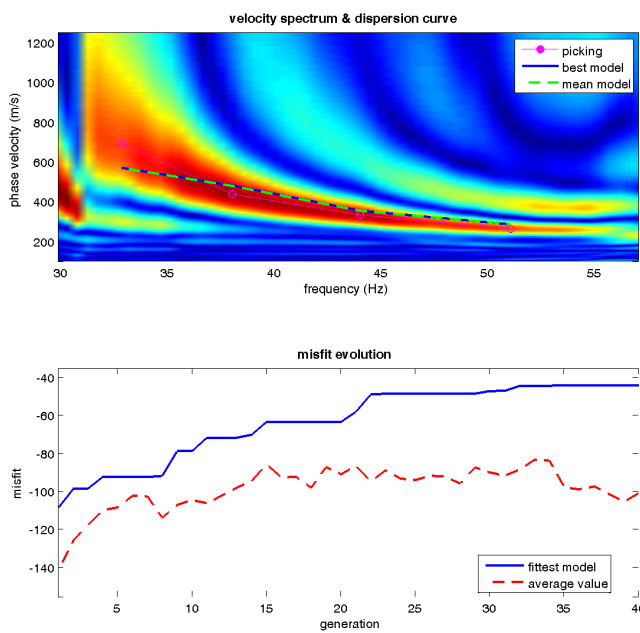 velocity spectrum & dispersion curve
1200
1000
800
600
400
200
phase velocity (m/s)
picking
best model
mean model
30 35 40 45 50 55
frequency (Hz)
misfit evolution
-40
-60
-80
-100
-120
-140
misfit
fittest model
average value
5 10 15 20 25 30 35 40
generation